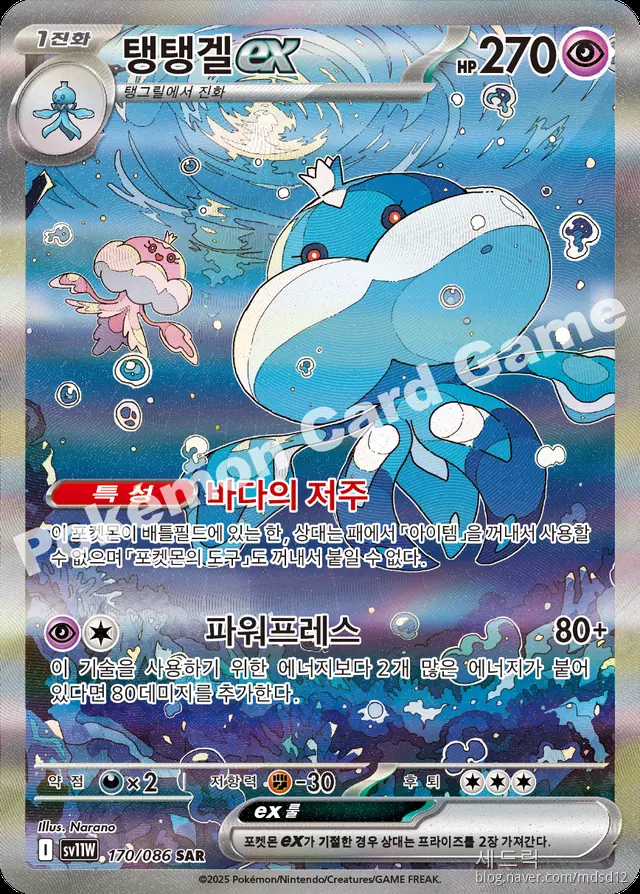 1진화
탱탱겔 ex
HP 270
탱그릴에서 진화
특성 바다의 저주
이 포켓몬이 배틀필드에 있는 한, 상대는 패에서 「아이템」을 꺼내서 사용할
수 없으며 「포켓몬의 도구」도 꺼내서 붙일 수 없다.
파워프레스 80+
이 기술을 사용하기 위한 에너지보다 2개 많은 에너지가 붙어
있다면 80데미지를 추가한다.
약점 ×2 저항력 -30 후퇴
ex 룰
포켓몬 ex가 기절한 경우 상대는 프라이즈를 2장 가져간다.
Illus. Narano
I sv11W 170/086 SAR
©2025 Pokémon/Nintendo/Creatures/GAME FREAK.
Pokémon Card Game
세드릭
blog.naver.com/mdsd12